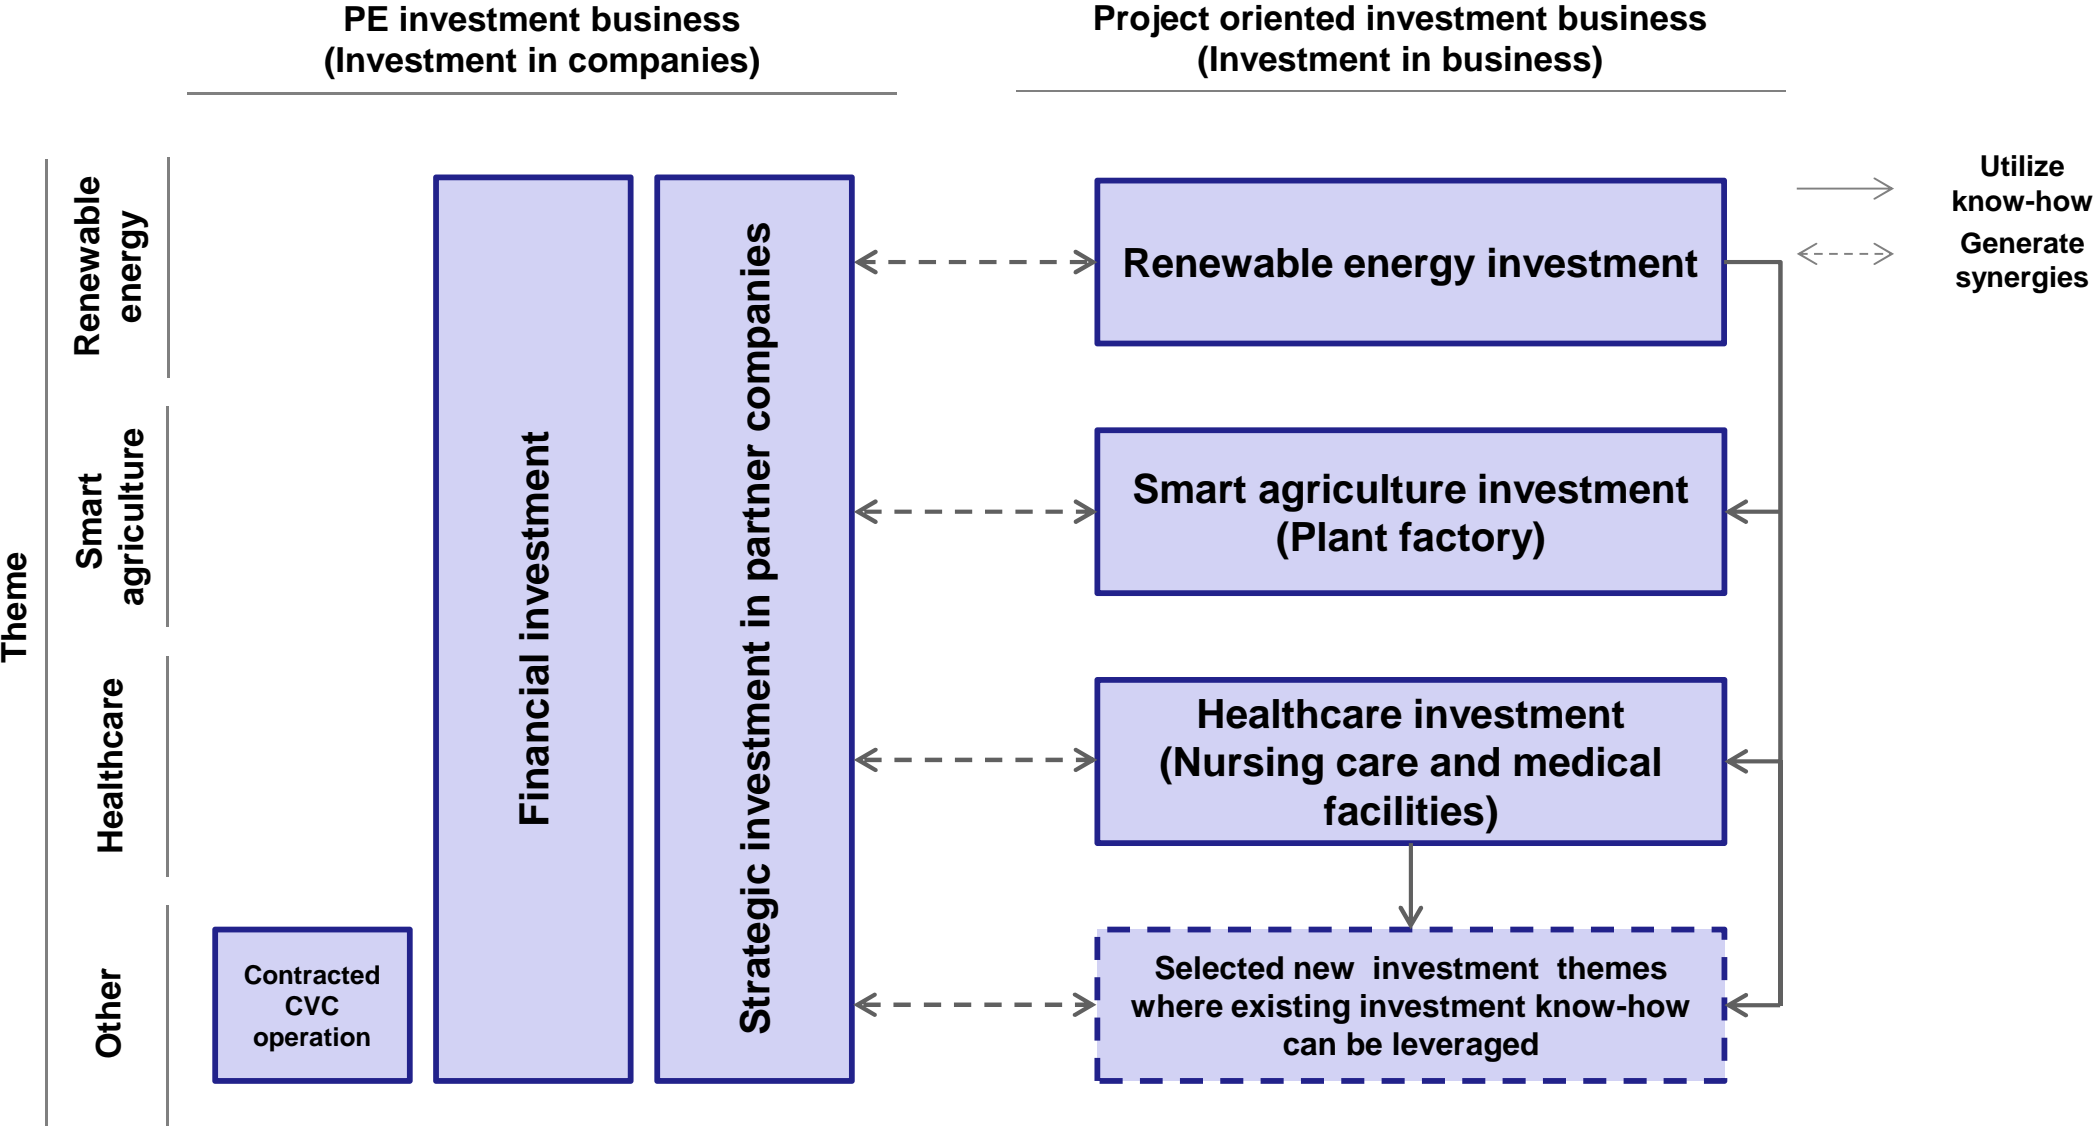 PE investment business
(Investment in companies)
Project oriented investment business
(Investment in business)
Utilize
know-how
Generate
synergies
Theme
Renewable
energy
Smart
agriculture
Healthcare
Other
Contracted
CVC
operation
Financial investment
Strategic investment in partner companies
Renewable energy investment
Smart agriculture investment
(Plant factory)
Healthcare investment
(Nursing care and medical
facilities)
Selected new investment themes
where existing investment know-how
can be leveraged